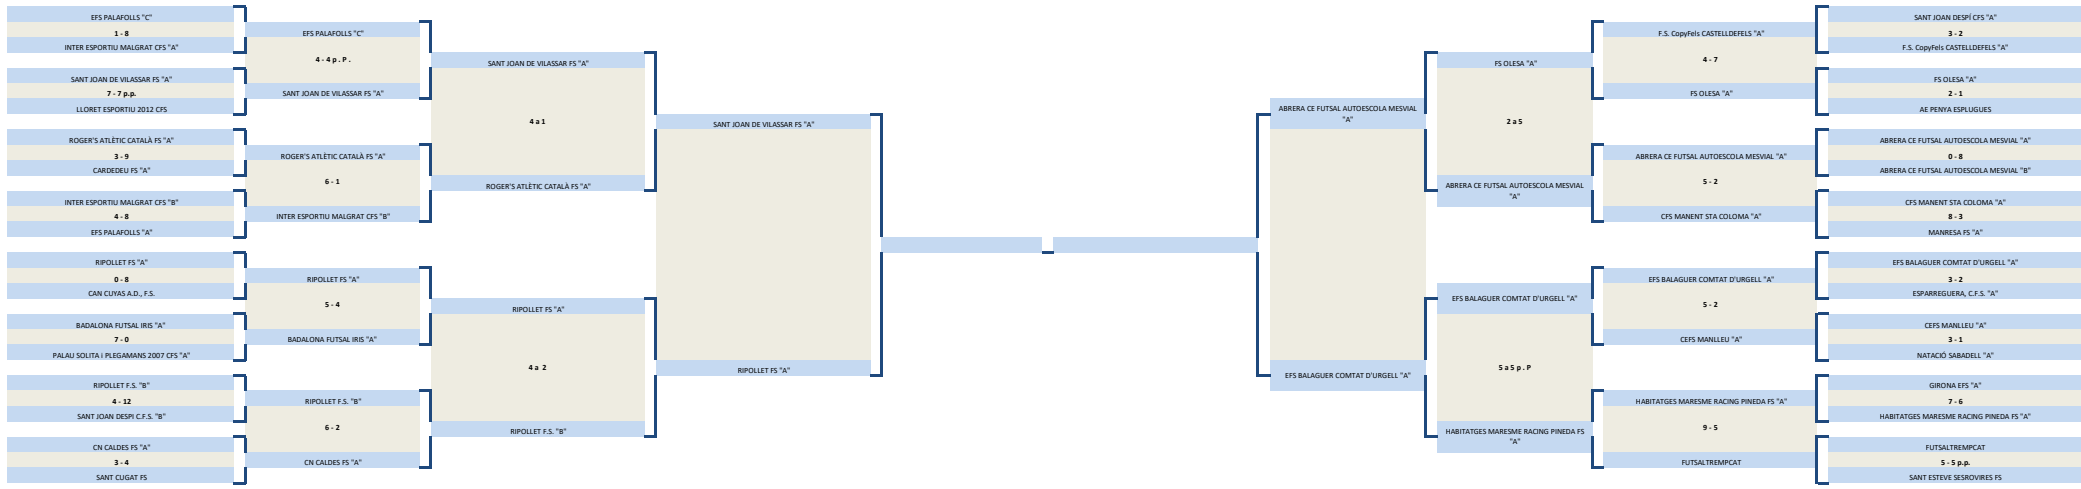 EFS PALAFOLLS "C"
1 - 8
INTER ESPORTIU MALGRAT CFS "A"
SANT JOAN DE VILASSAR FS "A"
7 - 7 p.p.
LLORET ESPORTIU 2012 CFS
ROGER'S ATLÈTIC CATALÀ FS "A"
3 - 9
CARDEDEU FS "A"
INTER ESPORTIU MALGRAT CFS "B"
4 - 8
EFS PALAFOLLS "A"
RIPOLLET FS "A"
0 - 8
CAN CUYAS A.D., F.S.
BADALONA FUTSAL IRIS "A"
7 - 0
PALAU SOLITA i PLEGAMANS 2007 CFS "A"
RIPOLLET F.S. "B"
4 - 12
SANT JOAN DESPI C.F.S. "B"
CN CALDES FS "A"
3 - 4
SANT CUGAT FS
EFS PALAFOLLS "C"
4 - 4 p . P .
SANT JOAN DE VILASSAR FS "A"
ROGER'S ATLÈTIC CATALÀ FS "A"
6 - 1
INTER ESPORTIU MALGRAT CFS "B"
RIPOLLET FS "A"
5 - 4
BADALONA FUTSAL IRIS "A"
RIPOLLET F.S. "B"
6 - 2
CN CALDES FS "A"
SANT JOAN DE VILASSAR FS "A"
4 a 1
ROGER'S ATLÈTIC CATALÀ FS "A"
RIPOLLET FS "A"
4 a 2
RIPOLLET F.S. "B"
SANT JOAN DE VILASSAR FS "A"
RIPOLLET FS "A"
ABRERA CE FUTSAL AUTOESCOLA MESVIAL
"A"
EFS BALAGUER COMTAT D'URGELL "A"
FS OLESA "A"
2 a 5
ABRERA CE FUTSAL AUTOESCOLA MESVIAL
"A"
EFS BALAGUER COMTAT D'URGELL "A"
5 a 5 p . P
HABITATGES MARESME RACING PINEDA FS
"A"
F.S. CopyFels CASTELLDEFELS "A"
4 - 7
FS OLESA "A"
ABRERA CE FUTSAL AUTOESCOLA MESVIAL "A"
5 - 2
CFS MANENT STA COLOMA "A"
EFS BALAGUER COMTAT D'URGELL "A"
5 - 2
CEFS MANLLEU "A"
HABITATGES MARESME RACING PINEDA FS "A"
9 - 5
FUTSALTREMPCAT
SANT JOAN DESPÍ CFS "A"
3 - 2
F.S. CopyFels CASTELLDEFELS "A"
FS OLESA "A"
2 - 1
AE PENYA ESPLUGUES
ABRERA CE FUTSAL AUTOESCOLA MESVIAL "A"
0 - 8
ABRERA CE FUTSAL AUTOESCOLA MESVIAL "B"
CFS MANENT STA COLOMA "A"
8 - 3
MANRESA FS "A"
EFS BALAGUER COMTAT D'URGELL "A"
3 - 2
ESPARREGUERA, C.F.S. "A"
CEFS MANLLEU "A"
3 - 1
NATACIÓ SABADELL "A"
GIRONA EFS "A"
7 - 6
HABITATGES MARESME RACING PINEDA FS "A"
FUTSALTREMPCAT
5 - 5 p.p.
SANT ESTEVE SESROVIRES FS